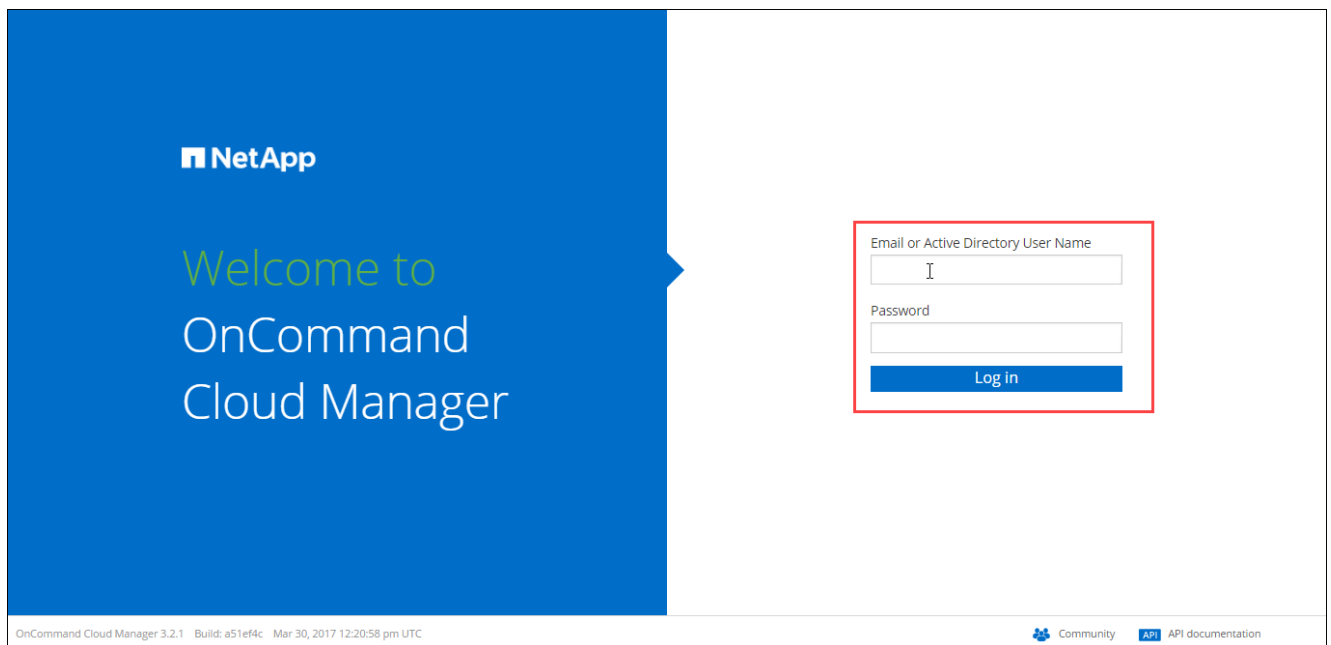 NetApp
Welcome to
OnCommand
Cloud Manager
Email or Active Directory User Name
Password
Log in
OnCommand Cloud Manager 3.2.1 Build: a51ef4c Mar 30, 2017 12:20:58 pm UTC
Community API API documentation